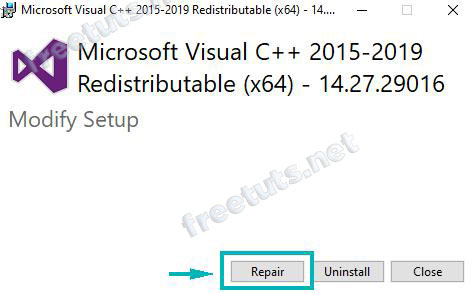 Microsoft Visual C++ 2015-2019 Redistributable (x64) - 14....
Microsoft Visual C++ 2015-2019
Redistributable (x64) - 14.27.29016
Modify Setup
freetuts.net
freetuts.net
Repair Uninstall Close